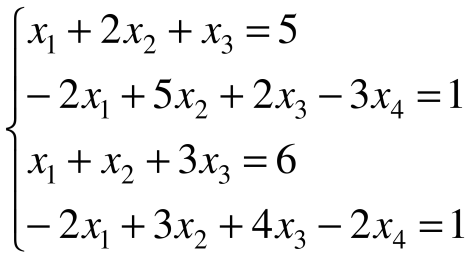 x₁ + 2x₂ + x₃ = 5
− 2x₁ + 5x₂ + 2x₃ − 3x₄ = 1
x₁ + x₂ + 3x₃ = 6
− 2x₁ + 3x₂ + 4x₃ − 2x₄ = 1